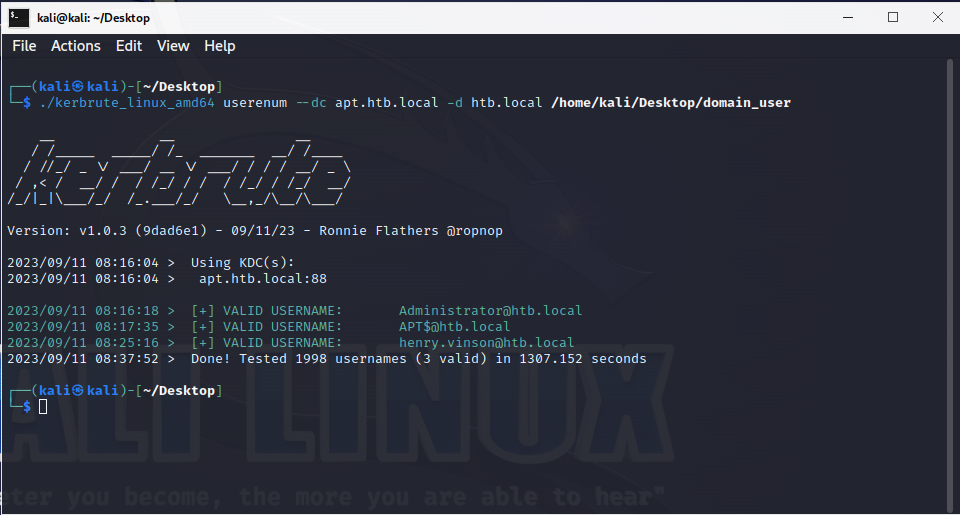 kali@kali: ~/Desktop
File Actions Edit View Help
┌──(kali㉿kali)-[~/Desktop]
└─$ ./kerbrute_linux_amd64 userenum --dc apt.htb.local -d htb.local /home/kali/Desktop/domain_user
kerbrute
Version: v1.0.3 (9dad6e1) - 09/11/23 - Ronnie Flathers @ropnop
2023/09/11 08:16:04 > Using KDC(s):
2023/09/11 08:16:04 > apt.htb.local:88
2023/09/11 08:16:18 > [+] VALID USERNAME: Administrator@htb.local
2023/09/11 08:17:35 > [+] VALID USERNAME: APT$@htb.local
2023/09/11 08:25:16 > [+] VALID USERNAME: henry.vinson@htb.local
2023/09/11 08:37:52 > Done! Tested 1998 usernames (3 valid) in 1307.152 seconds
┌──(kali㉿kali)-[~/Desktop]
└─$
ALI LINUX
eter you become, the more you are able to hear"